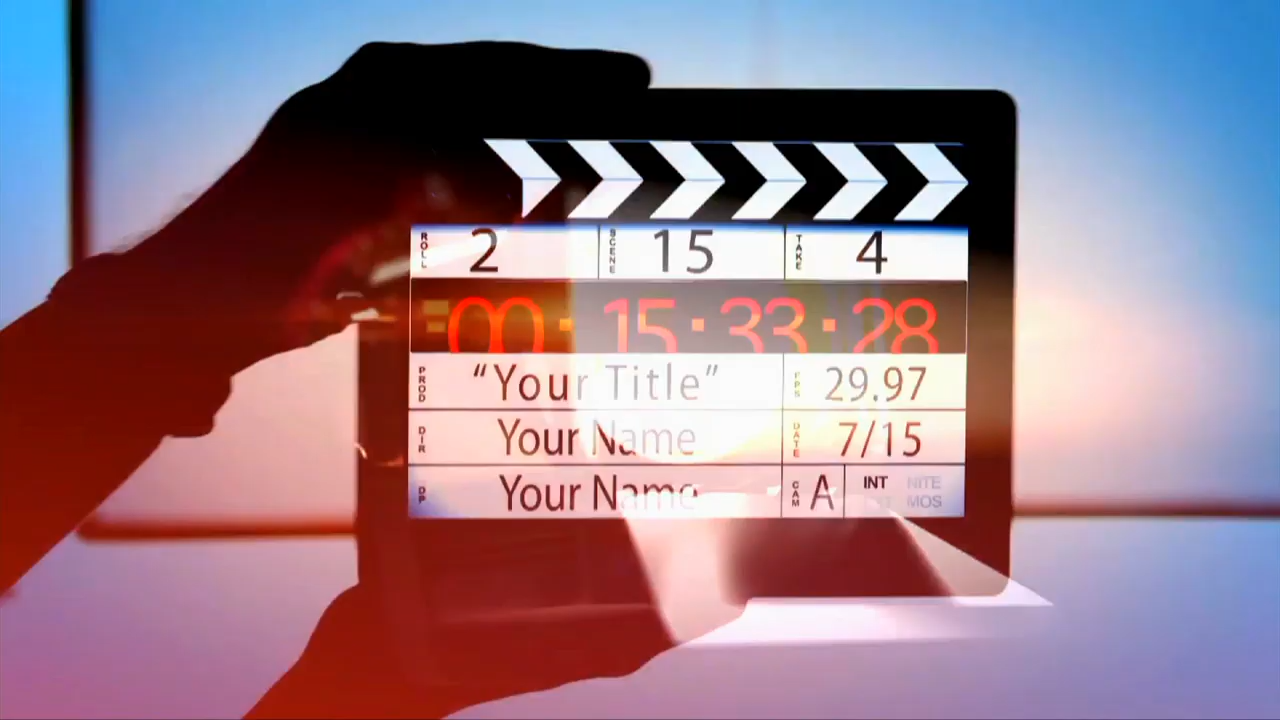 ROLL 2 SCENE 15 TAKE 4
00:15:33:28
PROD "Your Title" FPS 29.97
DIR Your Name DATE 7/15
DP Your Name CAM A INT NITE
MOS